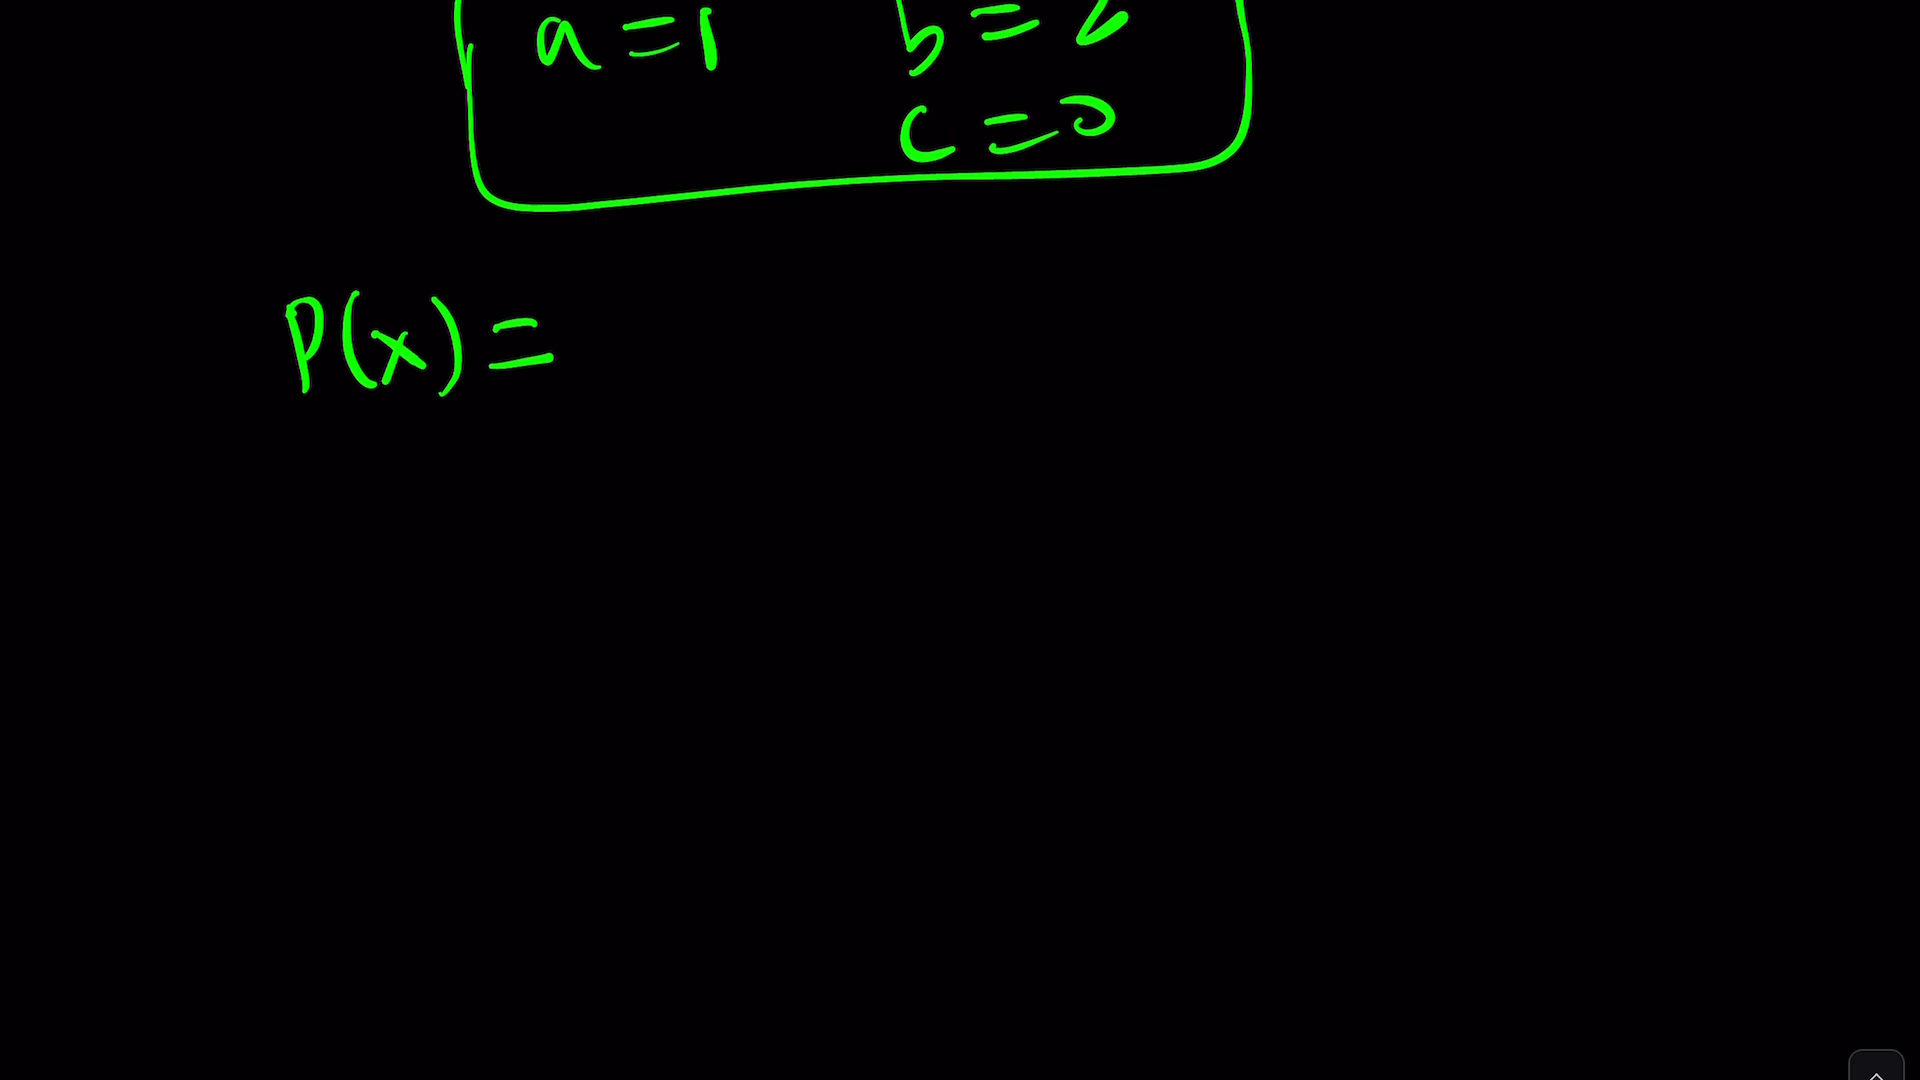 a=1 b=2
c=0
P(x)=